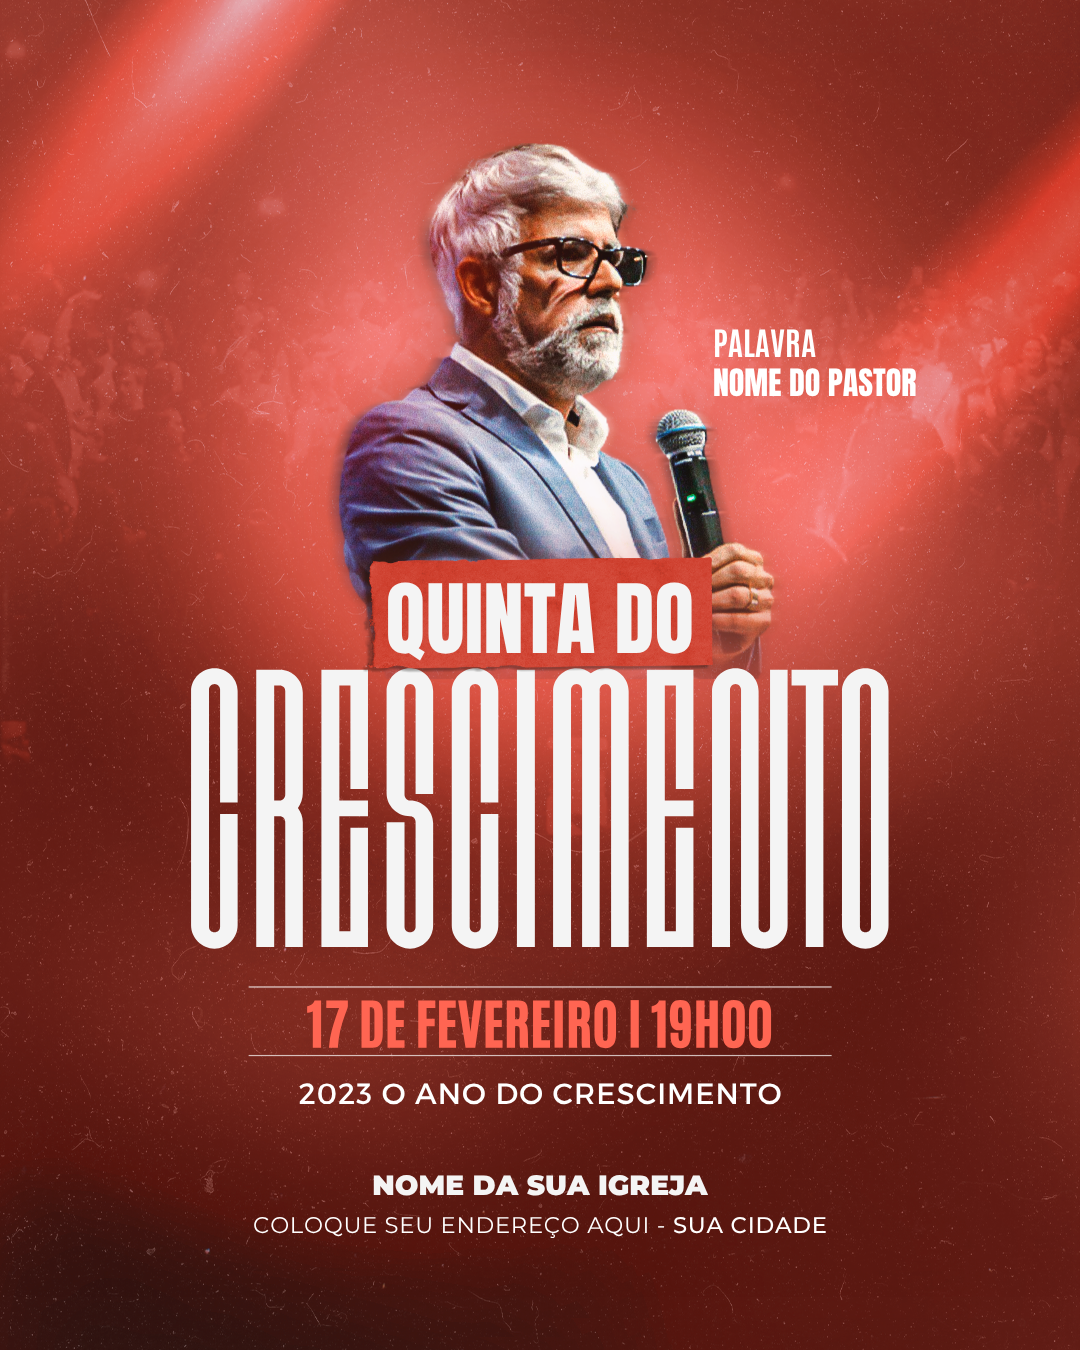 PALAVRA
NOME DO PASTOR
QUINTA DO
CRESCIMENTO
17 DE FEVEREIRO | 19H00
2023 O ANO DO CRESCIMENTO
NOME DA SUA IGREJA
COLOQUE SEU ENDEREÇO AQUI - SUA CIDADE